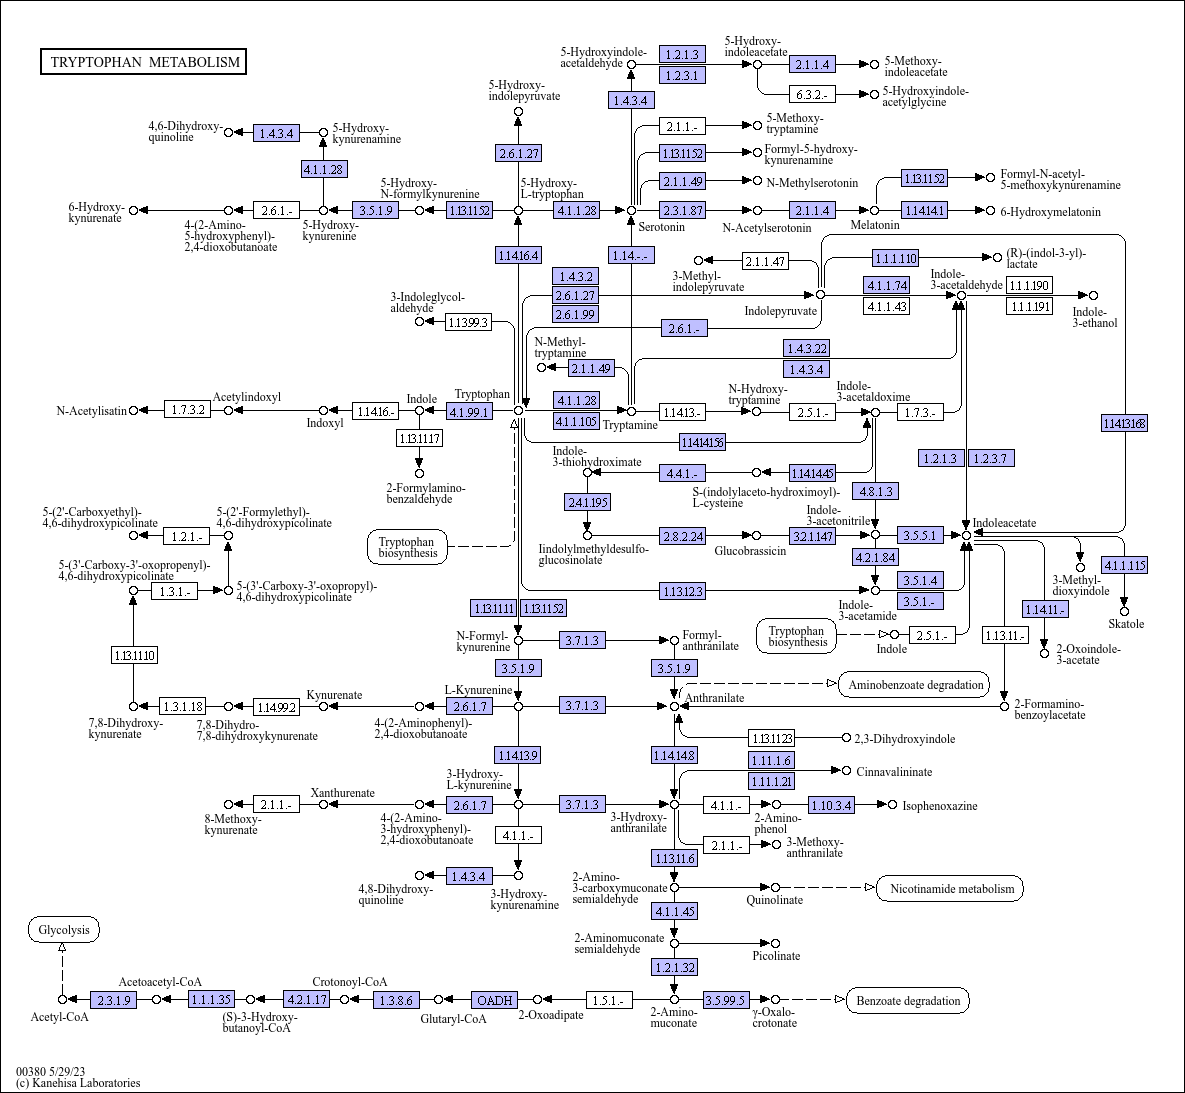 TRYPTOPHAN METABOLISM
5-Hydroxyindole-
acetaldehyde
1.2.1.3
1.2.3.1
5-Hydroxy-
indoleacetate
2.1.1.4
5-Methoxy-
indoleacetate
6.3.2.-
5-Hydroxyindole-
acetylglycine
5-Hydroxy-
indolepyruvate
1.4.3.4
4,6-Dihydroxy-
quinoline
1.4.3.4
5-Hydroxy-
kynurenamine
2.1.1.-
5-Methoxy-
tryptamine
2.6.1.27
1.13.11.52
Formyl-5-hydroxy-
kynurenamine
4.1.1.28
2.1.1.49
N-Methylserotonin
1.13.11.52
Formyl-N-acetyl-
5-methoxykynurenamine
5-Hydroxy-
N-formylkynurenine
5-Hydroxy-
L-tryptophan
6-Hydroxy-
kynurenate
2.6.1.-
3.5.1.9
1.13.11.52
4.1.1.28
2.3.1.87
2.1.1.4
1.14.14.1
6-Hydroxymelatonin
4-(2-Amino-
5-hydroxyphenyl)-
2,4-dioxobutanoate
5-Hydroxy-
kynurenine
Serotonin
N-Acetylserotonin
Melatonin
1.14.16.4
1.14.-.-
2.1.1.47
1.1.1.110
(R)-(indol-3-yl)-
lactate
3-Methyl-
indolepyruvate
1.4.3.2
2.6.1.27
2.6.1.99
Indolepyruvate
4.1.1.74
4.1.1.43
Indole-
3-acetaldehyde
1.1.1.190
1.1.1.191
Indole-
3-ethanol
3-Indoleglycol-
aldehyde
1.13.99.3
2.6.1.-
N-Methyl-
tryptamine
2.1.1.49
1.4.3.22
1.4.3.4
N-Acetylisatin
1.7.3.2
Acetylindoxyl
Indoxyl
1.14.16.-
Indole
4.1.99.1
Tryptophan
4.1.1.28
4.1.1.105
Tryptamine
1.14.13.-
N-Hydroxy-
tryptamine
2.5.1.-
Indole-
3-acetaldoxime
1.7.3.-
1.14.13.168
1.13.11.17
2-Formylamino-
benzaldehyde
1.14.14.156
Indole-
3-thiohydroximate
4.4.1.-
1.14.14.45
S-(indolylaceto-hydroximoyl)-
L-cysteine
1.2.1.3
1.2.3.7
4.8.1.3
2.4.1.195
5-(2'-Carboxyethyl)-
4,6-dihydroxypicolinate
1.2.1.-
5-(2'-Formylethyl)-
4,6-dihydroxypicolinate
Tryptophan
biosynthesis
Iindolylmethyldesulfo-
glucosinolate
2.8.2.24
Glucobrassicin
3.2.1.147
Indole-
3-acetonitrile
3.5.5.1
Indoleacetate
4.2.1.84
4.1.1.115
5-(3'-Carboxy-3'-oxopropenyl)-
4,6-dihydroxypicolinate
1.3.1.-
5-(3'-Carboxy-3'-oxopropyl)-
4,6-dihydroxypicolinate
1.13.12.3
3.5.1.4
3.5.1.-
Indole-
3-acetamide
3-Methyl-
dioxyindole
Skatole
1.13.11.11
1.13.11.52
1.14.11.-
N-Formyl-
kynurenine
3.7.1.3
Formyl-
anthranilate
Tryptophan
biosynthesis
Indole
2.5.1.-
1.13.11.-
2-Oxoindole-
3-acetate
1.13.11.10
3.5.1.9
3.5.1.9
Aminobenzoate degradation
7,8-Dihydroxy-
kynurenate
1.3.1.18
7,8-Dihydro-
7,8-dihydroxykynurenate
1.14.99.2
Kynurenate
4-(2-Aminophenyl)-
2,4-dioxobutanoate
2.6.1.7
L-Kynurenine
3.7.1.3
Anthranilate
2-Formamino-
benzoylacetate
1.13.11.23
2,3-Dihydroxyindole
1.14.13.9
1.14.14.8
1.11.1.6
1.11.1.21
Cinnavalininate
8-Methoxy-
kynurenate
2.1.1.-
Xanthurenate
4-(2-Amino-
3-hydroxyphenyl)-
2,4-dioxobutanoate
2.6.1.7
3-Hydroxy-
L-kynurenine
3.7.1.3
3-Hydroxy-
anthranilate
4.1.1.-
2-Amino-
phenol
1.10.3.4
Isophenoxazine
4.1.1.-
2.1.1.-
3-Methoxy-
anthranilate
1.13.11.6
4,8-Dihydroxy-
quinoline
1.4.3.4
3-Hydroxy-
kynurenamine
2-Amino-
3-carboxymuconate
semialdehyde
Quinolinate
Nicotinamide metabolism
4.1.1.45
Glycolysis
2-Aminomuconate
semialdehyde
Picolinate
1.2.1.32
Acetyl-CoA
2.3.1.9
Acetoacetyl-CoA
1.1.1.35
(S)-3-Hydroxy-
butanoyl-CoA
4.2.1.17
Crotonoyl-CoA
1.3.8.6
Glutaryl-CoA
OADH
2-Oxoadipate
1.5.1.-
2-Amino-
muconate
3.5.99.5
γ-Oxalo-
crotonate
Benzoate degradation
00380 5/29/23
(c) Kanehisa Laboratories